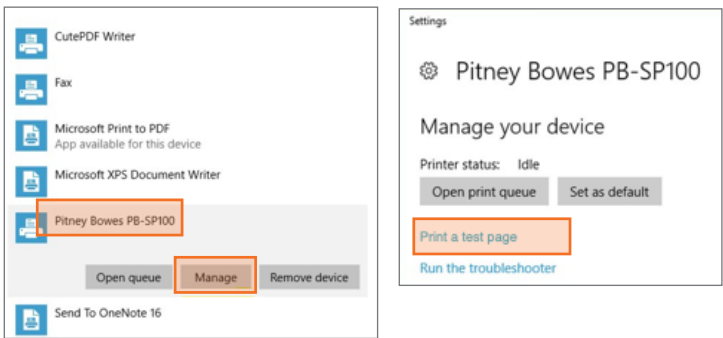 CutePDF Writer
Fax
Microsoft Print to PDF
App available for this device
Microsoft XPS Document Writer
Pitney Bowes PB-SP100
Open queue Manage Remove device
Send To OneNote 16
Settings
Pitney Bowes PB-SP100
Manage your device
Printer status: Idle
Open print queue Set as default
Print a test page
Run the troubleshooter